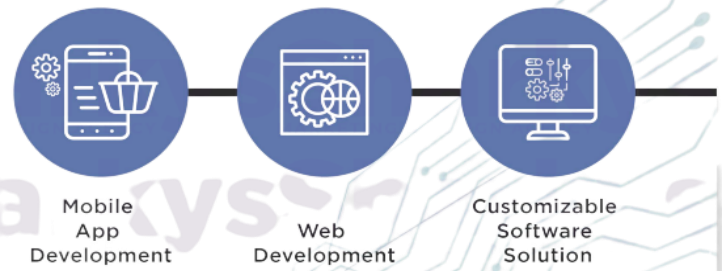 Mobile
App
Development
Web
Development
Customizable
Software
Solution